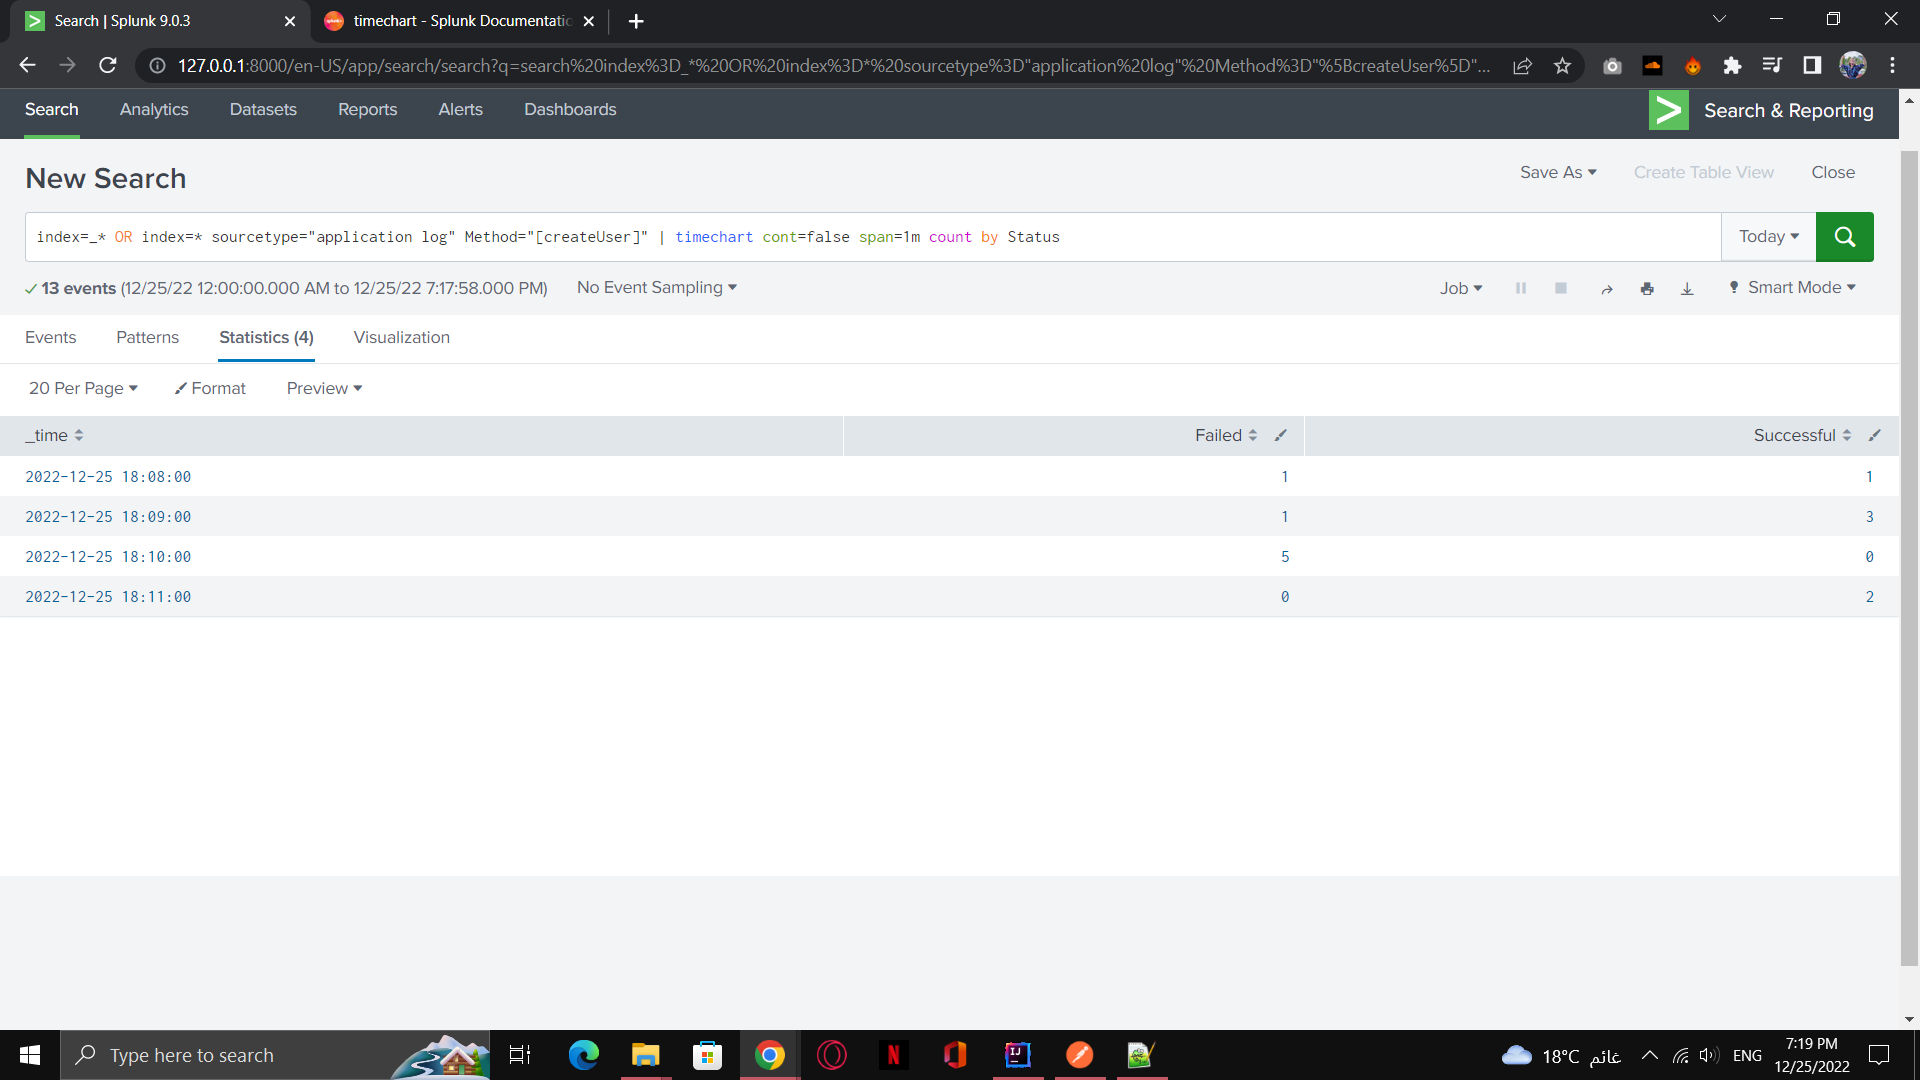 Search | Splunk 9.0.3
timechart - Splunk Documentatio
127.0.0.1:8000/en-US/app/search/search?q=search%20index%3D_*%20OR%20index%3D*%20sourcetype%3D"application%20log"%20Method%3D"%5BcreateUser%5D"...
Search Analytics Datasets Reports Alerts Dashboards
Search & Reporting
New Search
Save As Create Table View Close
index=_* OR index=* sourcetype="application log" Method="[createUser]" | timechart cont=false span=1m count by Status
Today
13 events (12/25/22 12:00:00.000 AM to 12/25/22 7:17:58.000 PM) No Event Sampling
Job Smart Mode
Events Patterns Statistics (4) Visualization
20 Per Page Format Preview
_time Failed Successful
2022-12-25 18:08:00 1 1
2022-12-25 18:09:00 1 3
2022-12-25 18:10:00 5 0
2022-12-25 18:11:00 0 2
Type here to search
18°C غائم
ENG
7:19 PM
12/25/2022